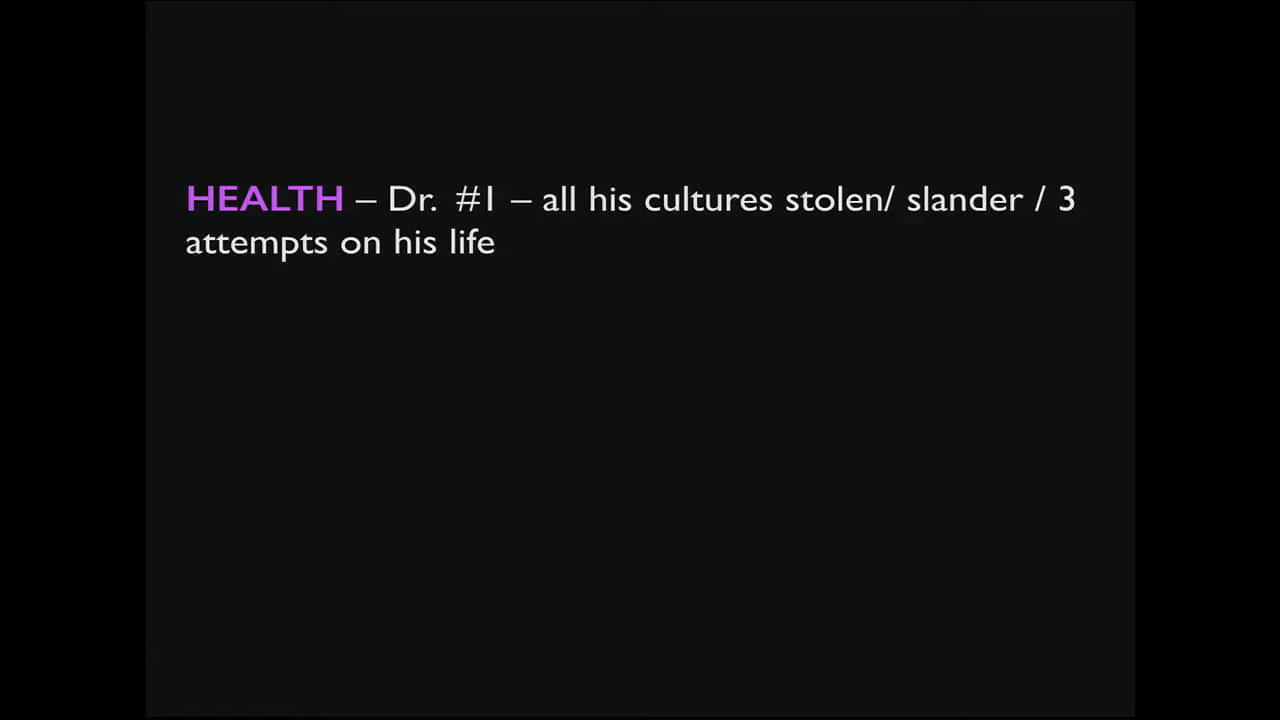 HEALTH – Dr. #1 – all his cultures stolen/ slander / 3
attempts on his life